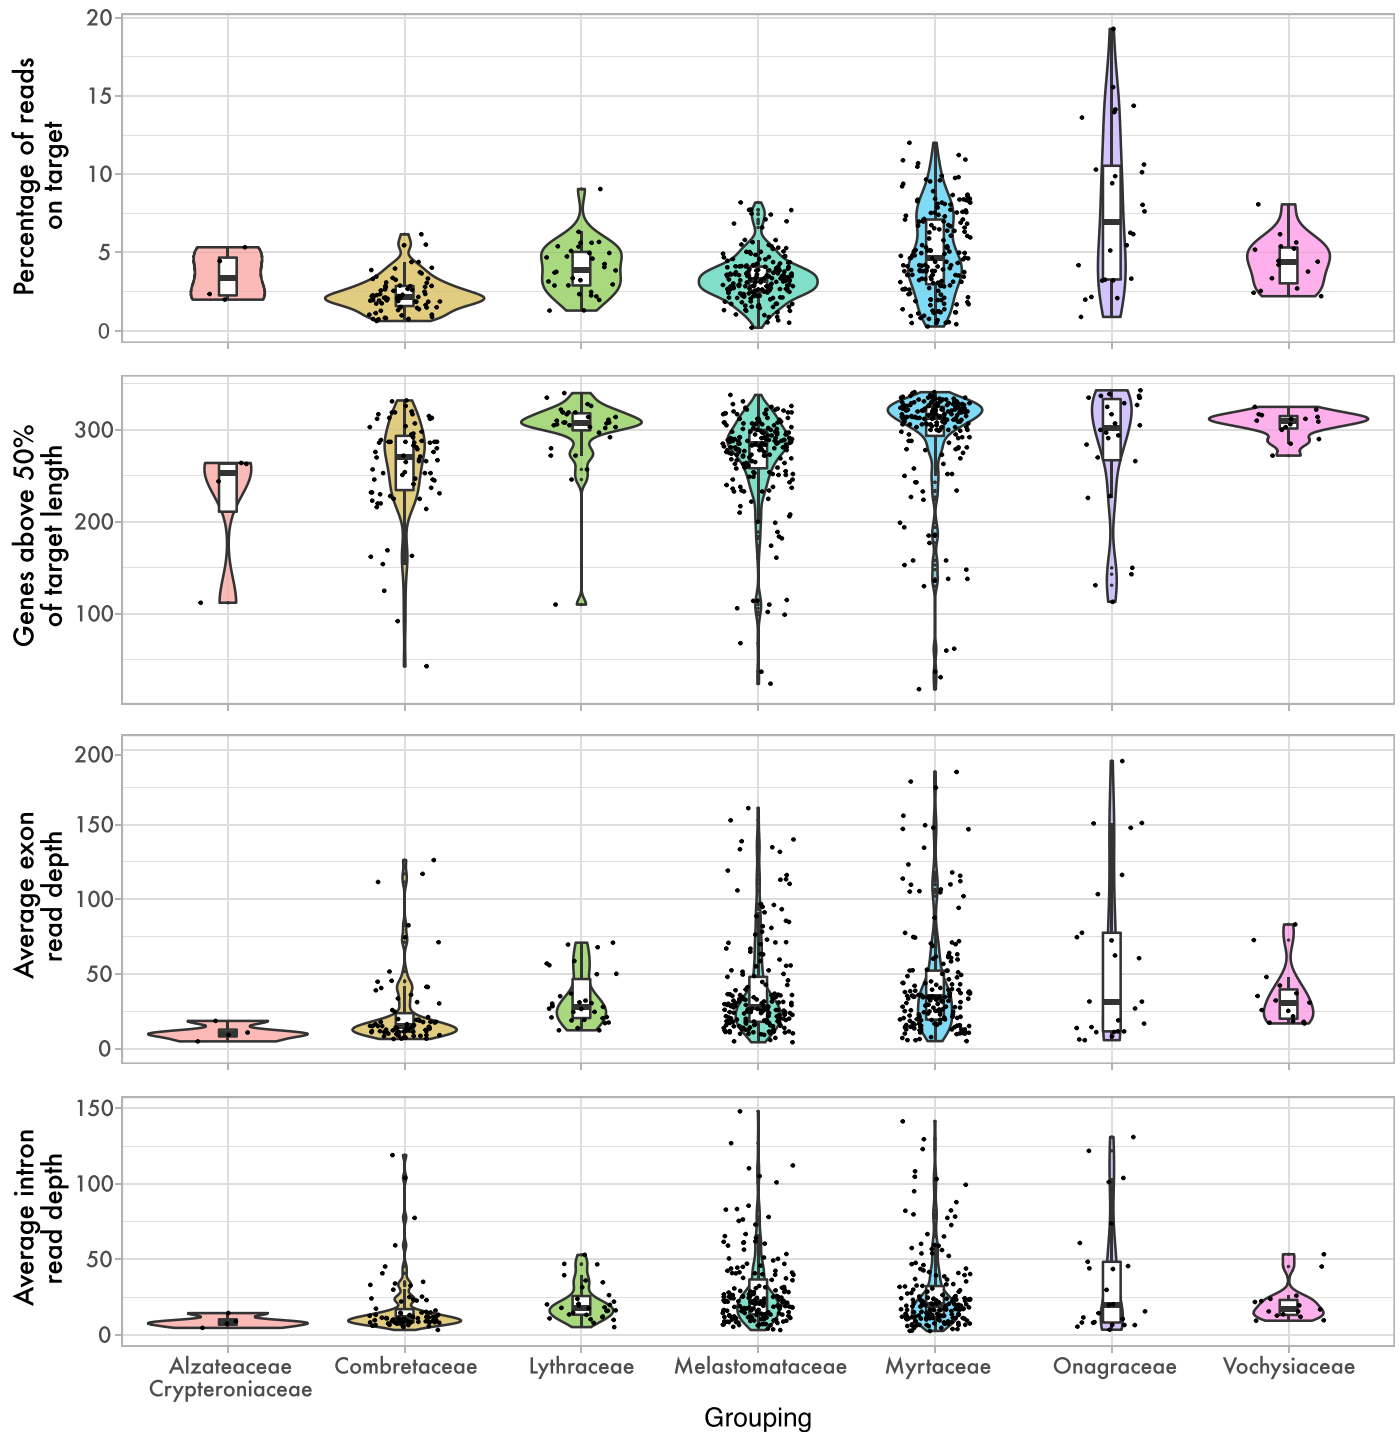 Percentage of reads
on target
20
15
10
5
0
Genes above 50%
of target length
300
200
100
Average exon
read depth
200
150
100
50
0
Average intron
read depth
150
100
50
0
Alzateaceae Combretaceae Lythraceae Melastomataceae Myrtaceae Onagraceae Vochysiaceae
Crypteroniaceae
Grouping